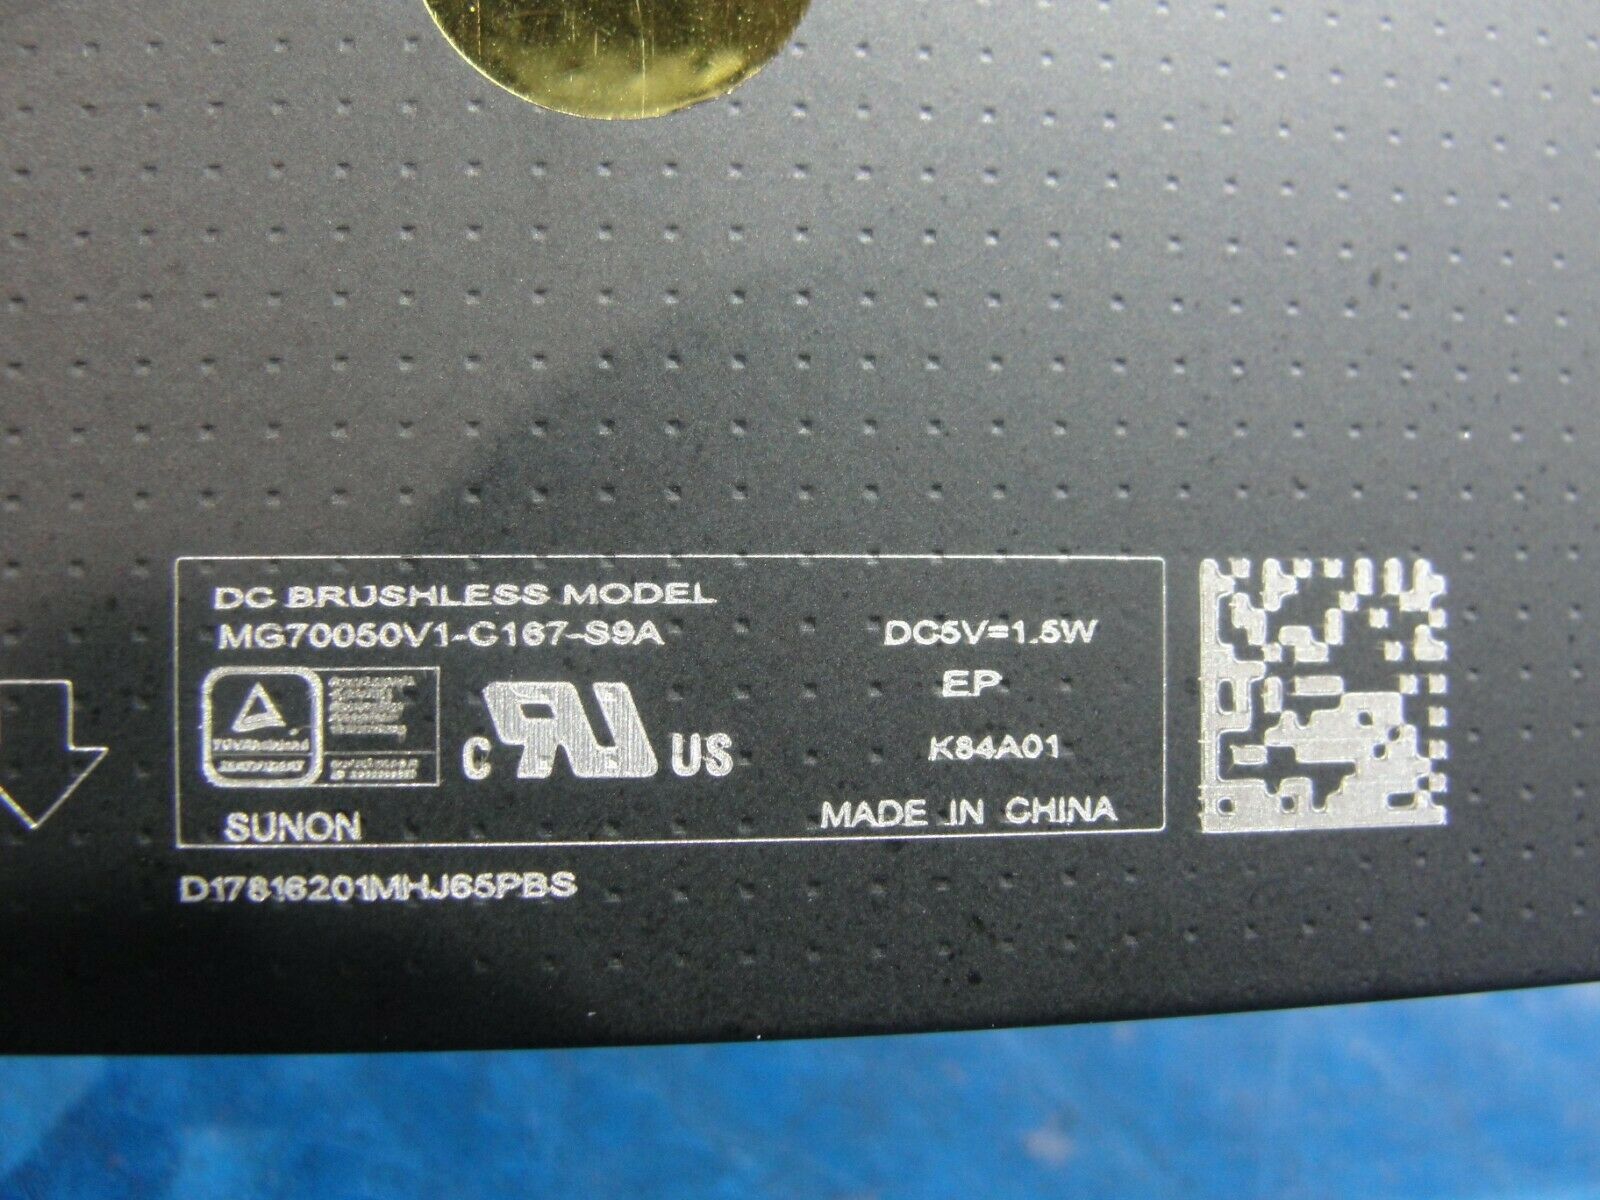 DC BRUSHLESS MODEL
MG70050V1-C167-S9A
DC5V=1.5W
EP
C US
K84A01
SUNON
MADE IN CHINA
D17816201MHJ65PBS